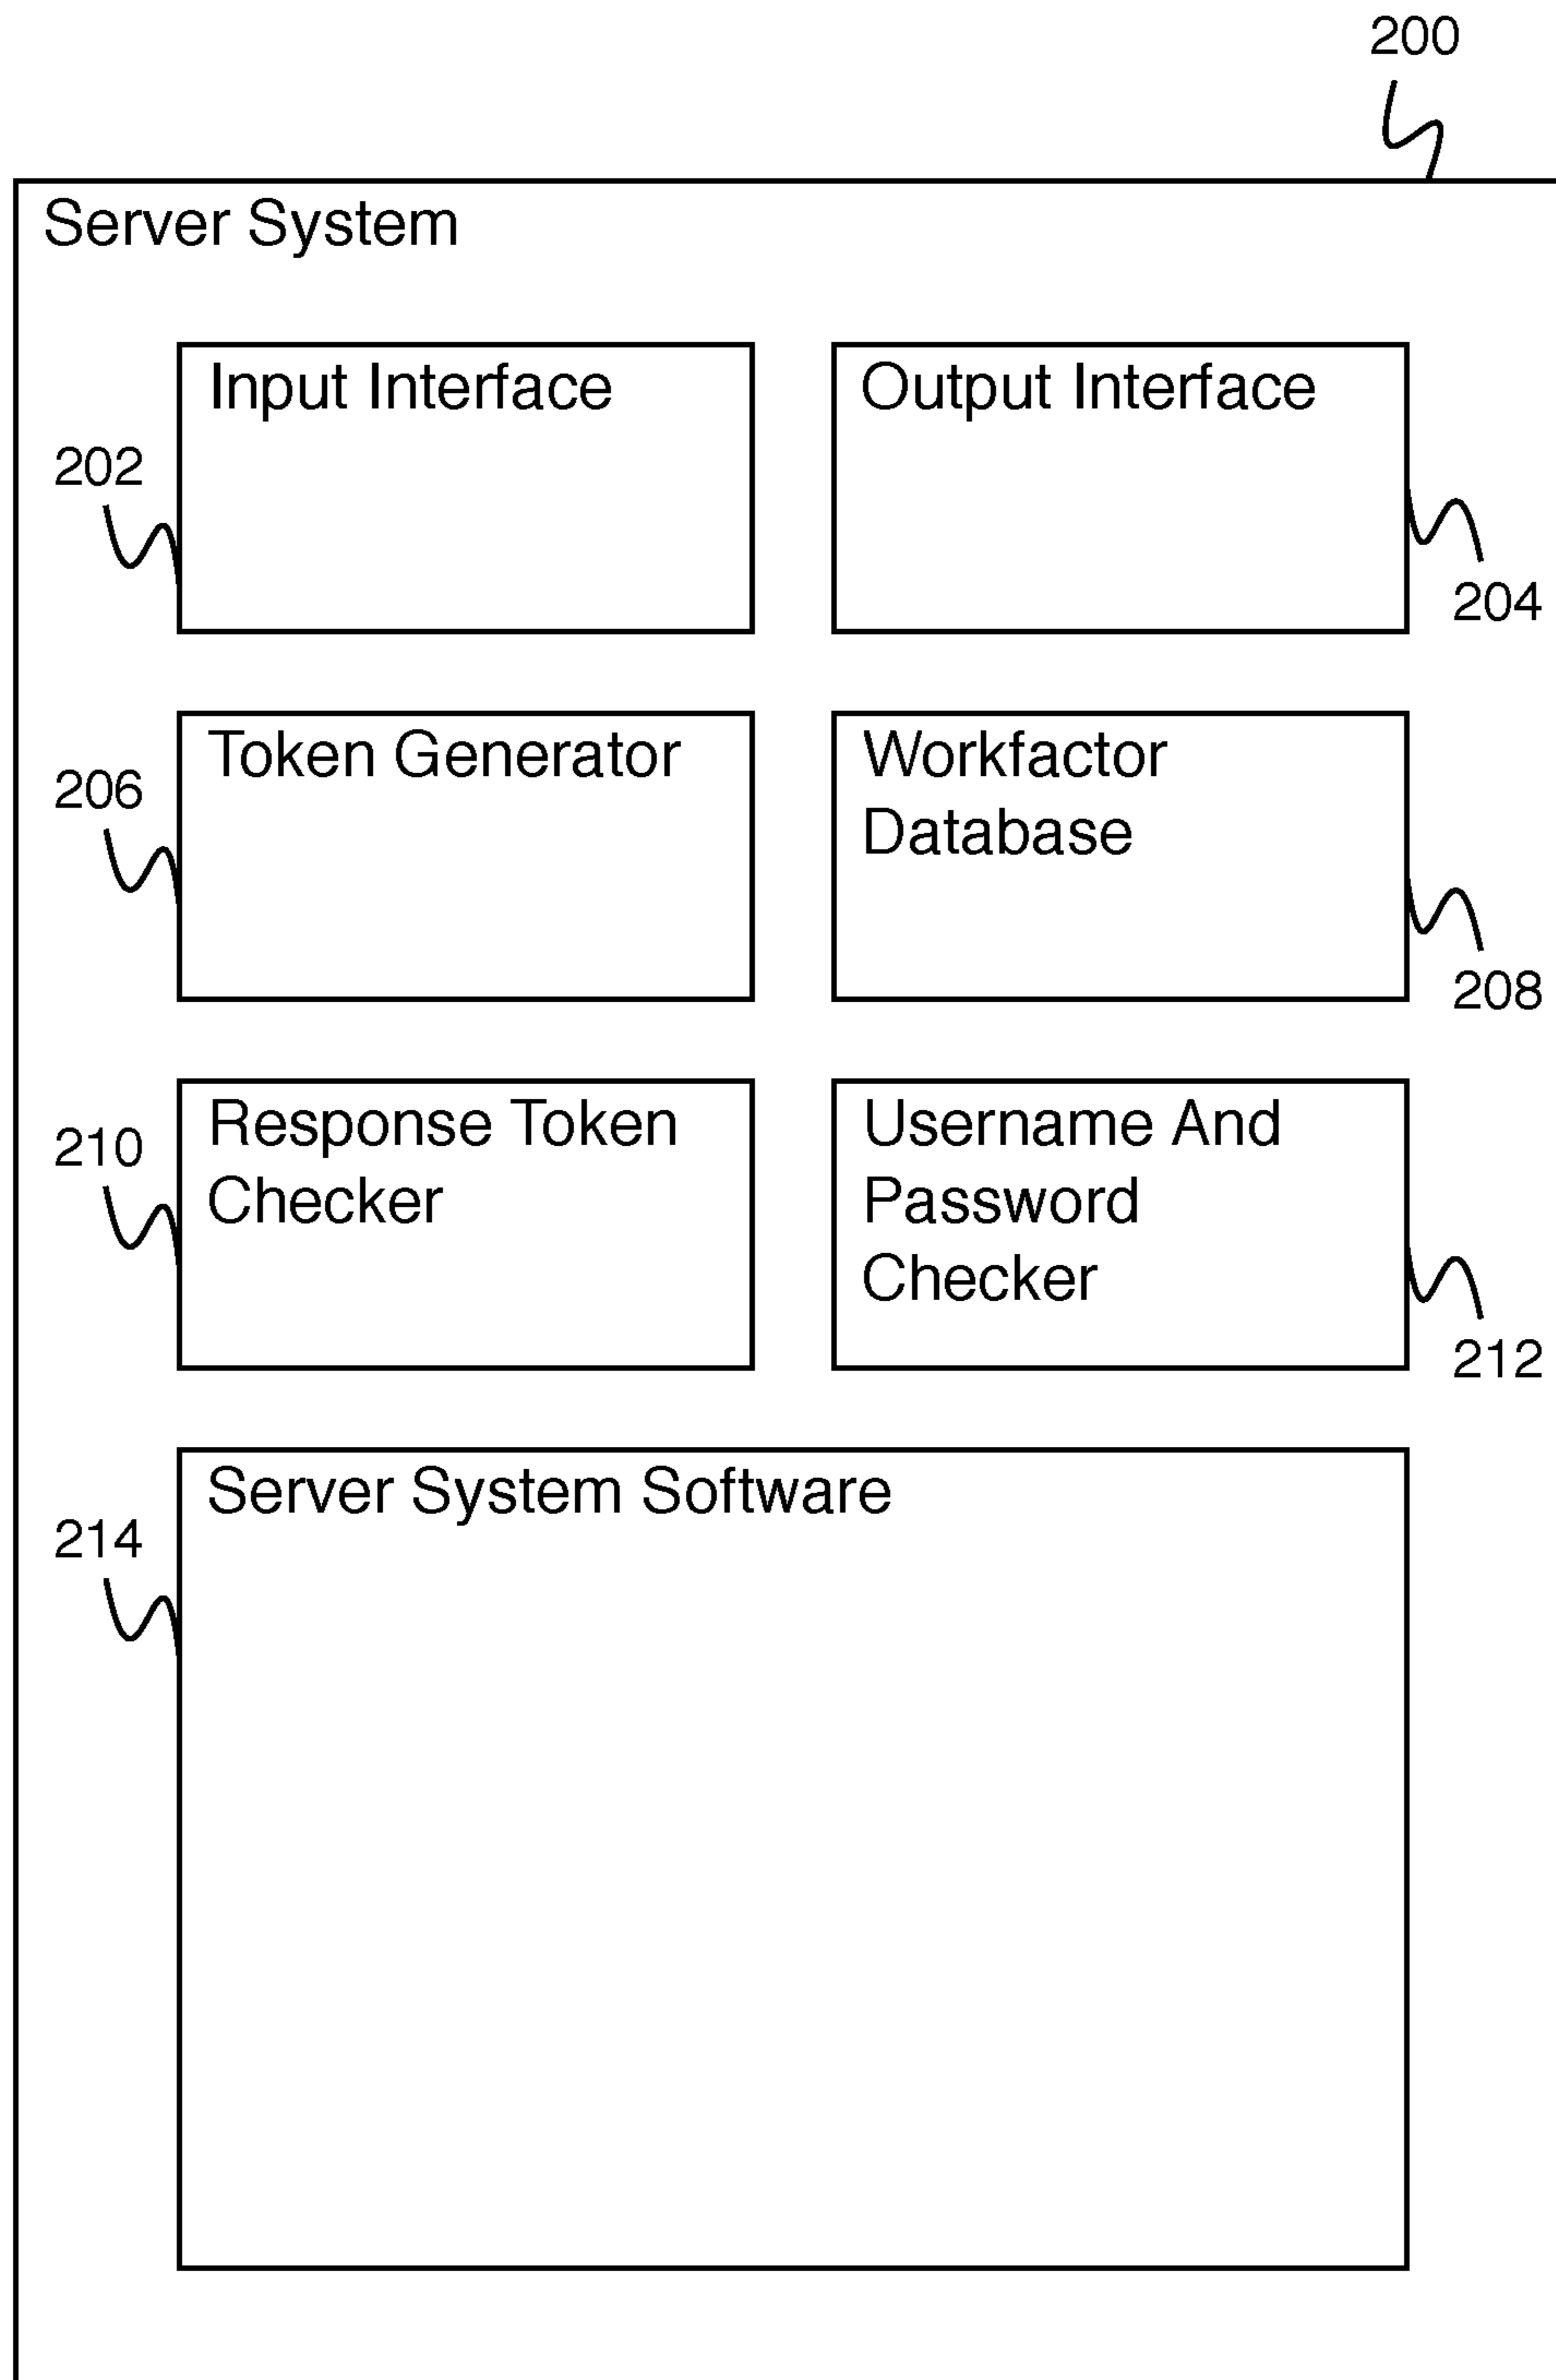 200
Server System
Input Interface
Output Interface
202
204
Token Generator
Workfactor
Database
206
208
Response Token
Checker
Username And
Password
Checker
210
212
Server System Software
214